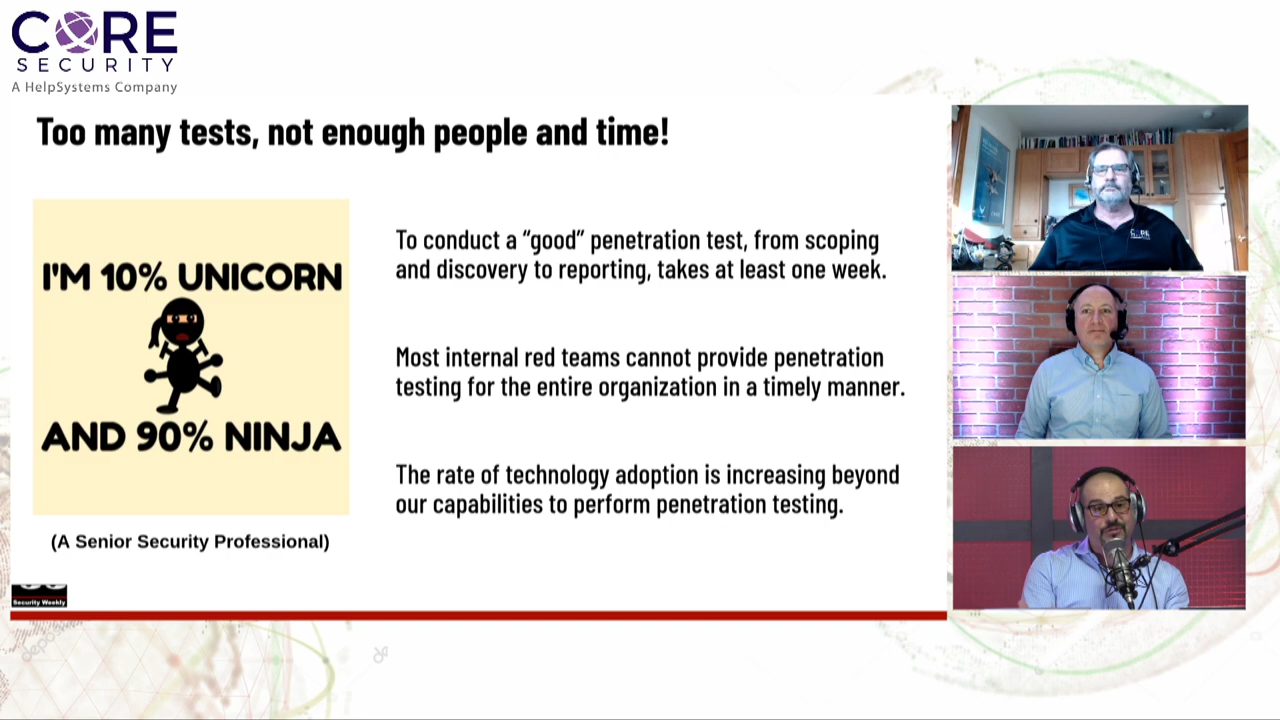 CORE
SECURITY
A HelpSystems Company
Too many tests, not enough people and time!
I'M 10% UNICORN
AND 90% NINJA
(A Senior Security Professional)
To conduct a “good” penetration test, from scoping
and discovery to reporting, takes at least one week.
Most internal red teams cannot provide penetration
testing for the entire organization in a timely manner.
The rate of technology adoption is increasing beyond
our capabilities to perform penetration testing.
Security Weekly
CORE